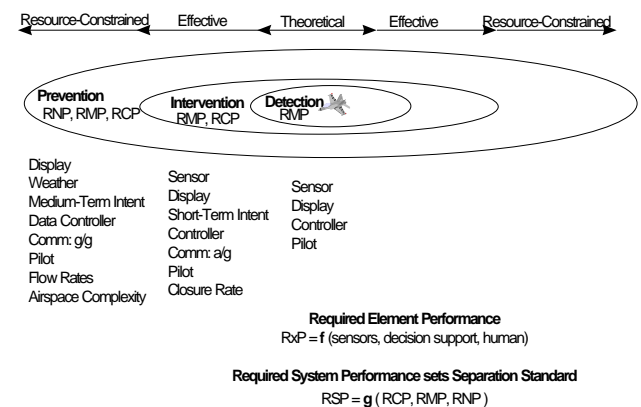 Resource-Constrained Effective Theoretical Effective Resource-Constrained
Prevention
RNP, RMP, RCP
Intervention
RMP, RCP
Detection
RMP
Display
Weather
Medium-Term Intent
Data Controller
Comm: g/g
Pilot
Flow Rates
Airspace Complexity
Sensor
Display
Short-Term Intent
Controller
Comm: a/g
Pilot
Closure Rate
Sensor
Display
Controller
Pilot
Required Element Performance
RxP = f (sensors, decision support, human)
Required System Performance sets Separation Standard
RSP = g ( RCP, RMP, RNP )